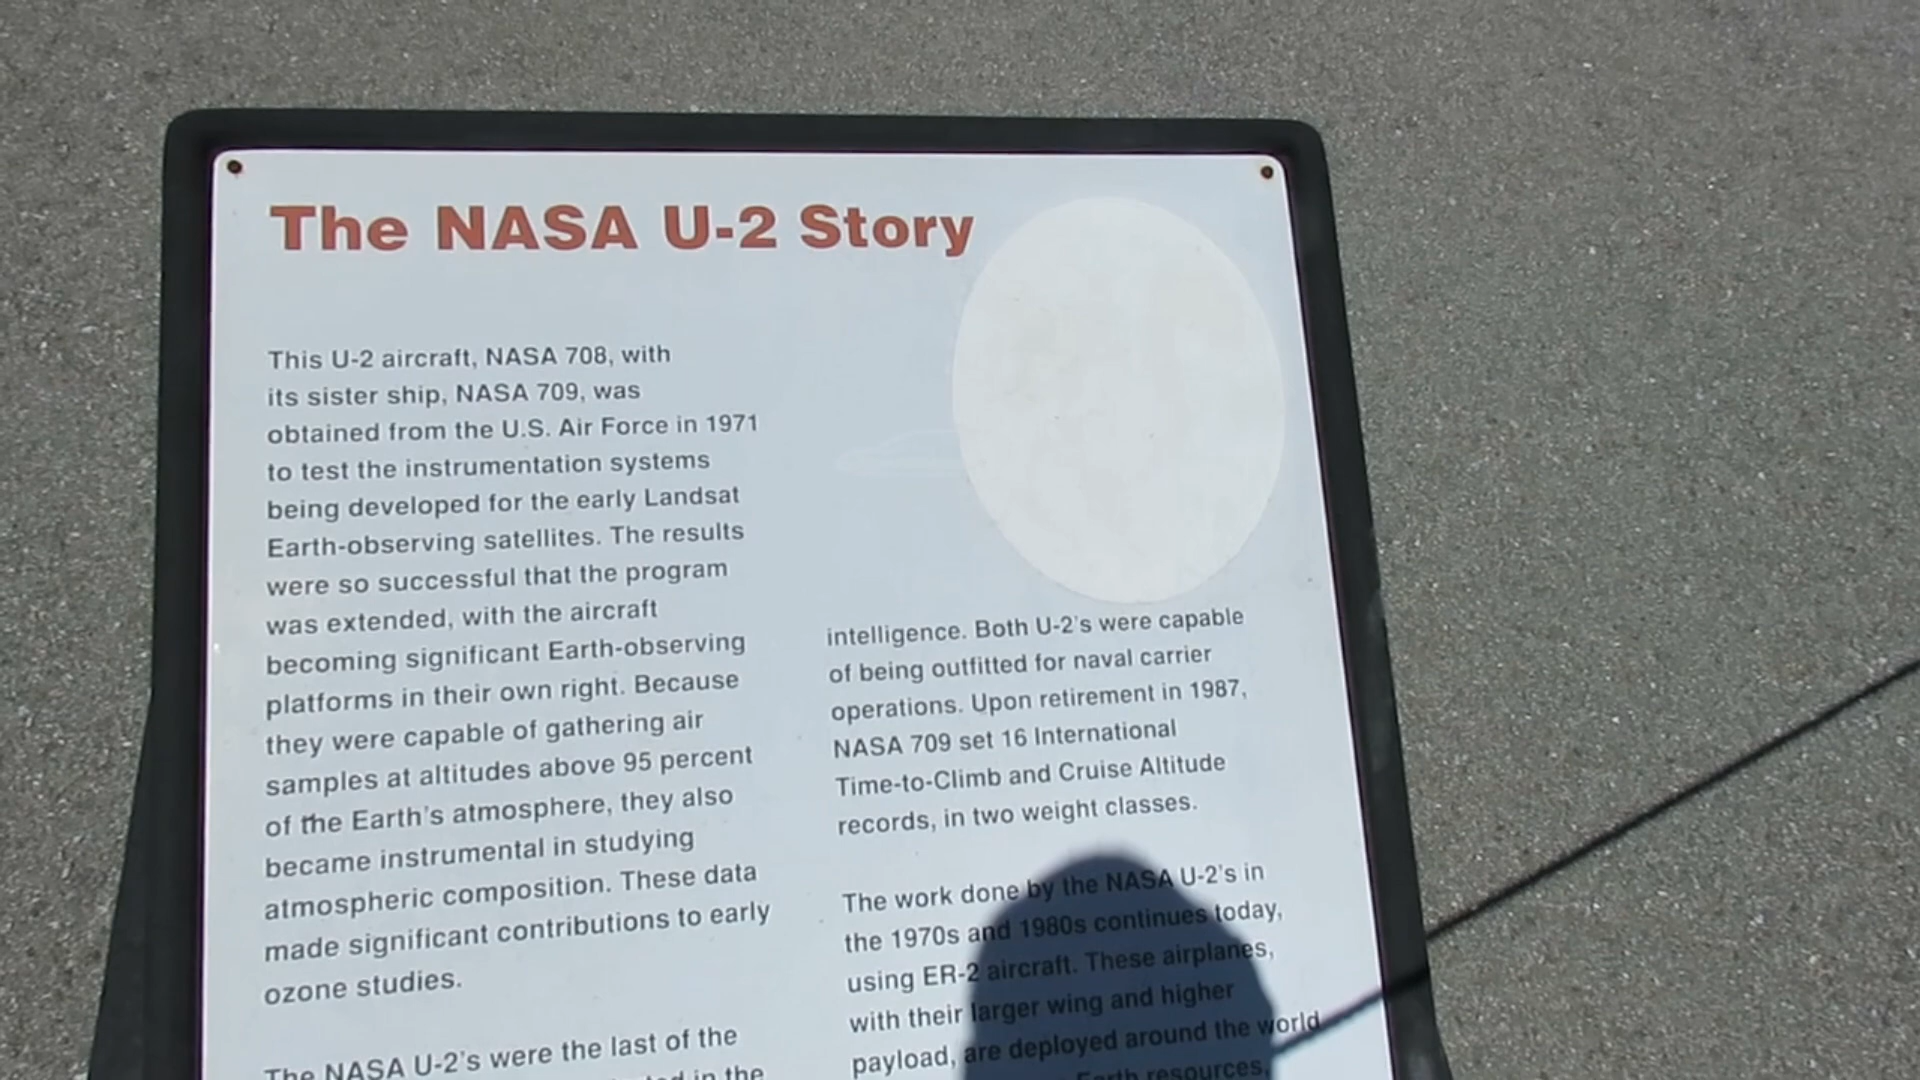 The NASA U-2 Story
This U-2 aircraft, NASA 708, with
its sister ship, NASA 709, was
obtained from the U.S. Air Force in 1971
to test the instrumentation systems
being developed for the early Landsat
Earth-observing satellites. The results
were so successful that the program
was extended, with the aircraft
becoming significant Earth-observing
platforms in their own right. Because
they were capable of gathering air
samples at altitudes above 95 percent
of the Earth's atmosphere, they also
became instrumental in studying
atmospheric composition. These data
made significant contributions to early
ozone studies.
The NASA U-2's were the last of the
in the
intelligence. Both U-2's were capable
of being outfitted for naval carrier
operations. Upon retirement in 1987,
NASA 709 set 16 International
Time-to-Climb and Cruise Altitude
records, in two weight classes.
The work done by the NASA U-2's in
the 1970s and 1980s continues today,
using ER-2 aircraft. These airplanes,
with their larger wing and higher
payload, are deployed around the world
Earth resources,